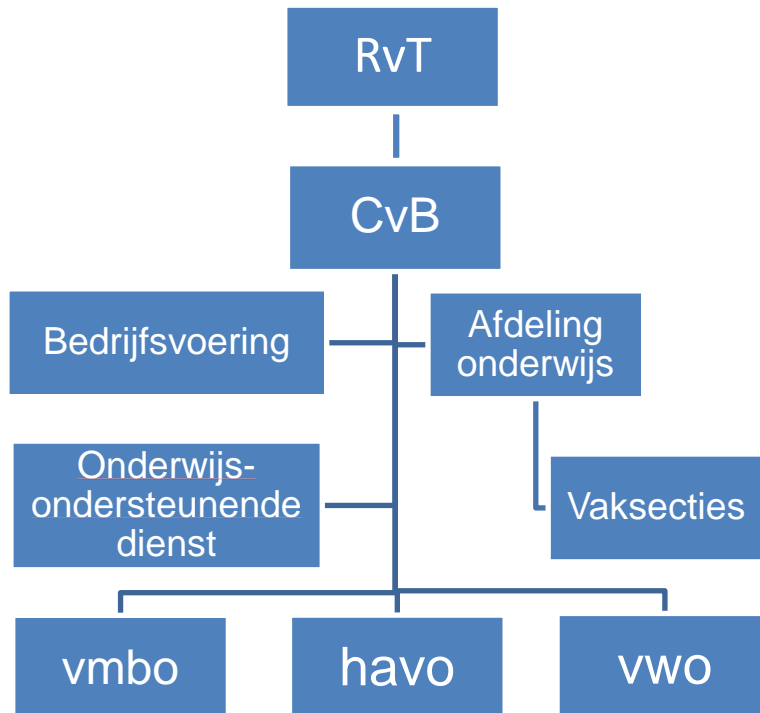 RvT
CvB
Bedrijfsvoering
Afdeling
onderwijs
Onderwijs-
ondersteunende
dienst
Vaksecties
vmbo
havo
vwo